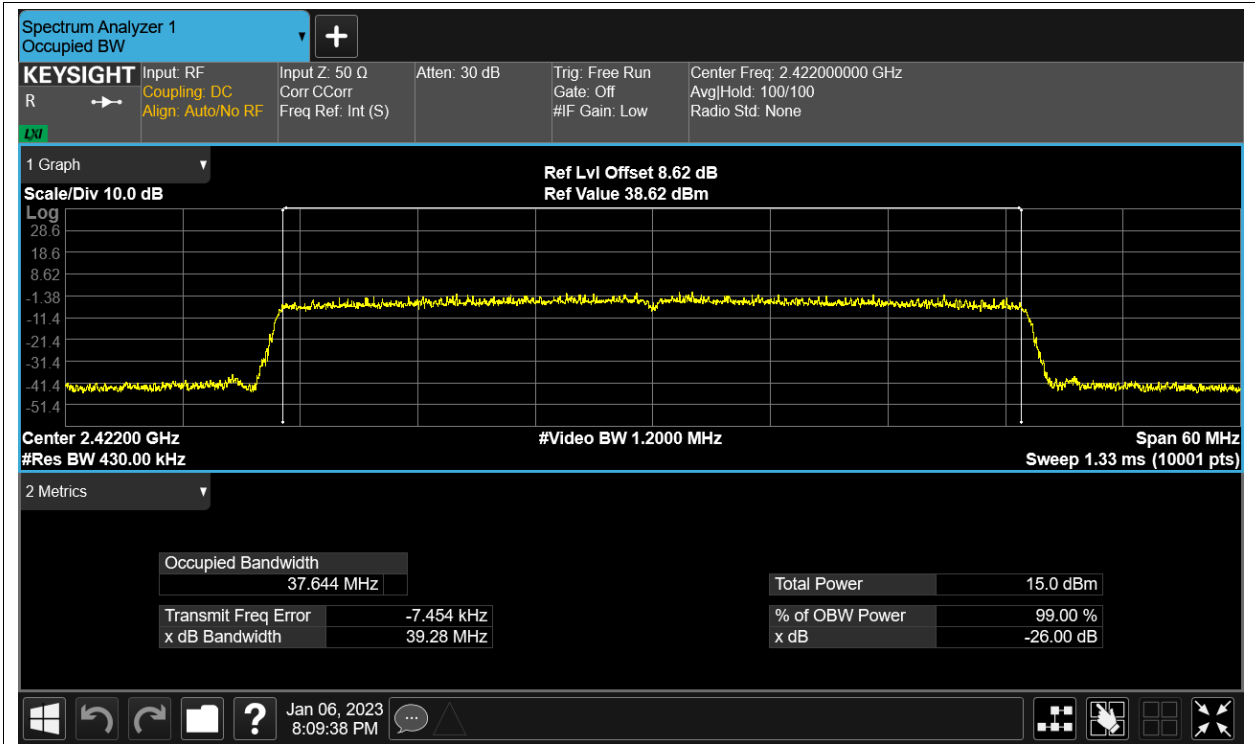 Spectrum Analyzer 1
Occupied BW
KEYSIGHT
R
LXI
Input: RF
Coupling: DC
Align: Auto/No RF
Input Z: 50 Ω
Corr CCorr
Freq Ref: Int (S)
Atten: 30 dB
Trig: Free Run
Gate: Off
#IF Gain: Low
Center Freq: 2.422000000 GHz
Avg|Hold: 100/100
Radio Std: None
1 Graph
Scale/Div 10.0 dB
Ref Lvl Offset 8.62 dB
Ref Value 38.62 dBm
Log
28.6
18.6
8.62
-1.38
-11.4
-21.4
-31.4
-41.4
-51.4
Center 2.42200 GHz
#Video BW 1.2000 MHz
Span 60 MHz
#Res BW 430.00 kHz
Sweep 1.33 ms (10001 pts)
2 Metrics
Occupied Bandwidth
37.644 MHz
Total Power 15.0 dBm
Transmit Freq Error -7.454 kHz
% of OBW Power 99.00 %
x dB Bandwidth 39.28 MHz
x dB -26.00 dB
Jan 06, 2023
8:09:38 PM